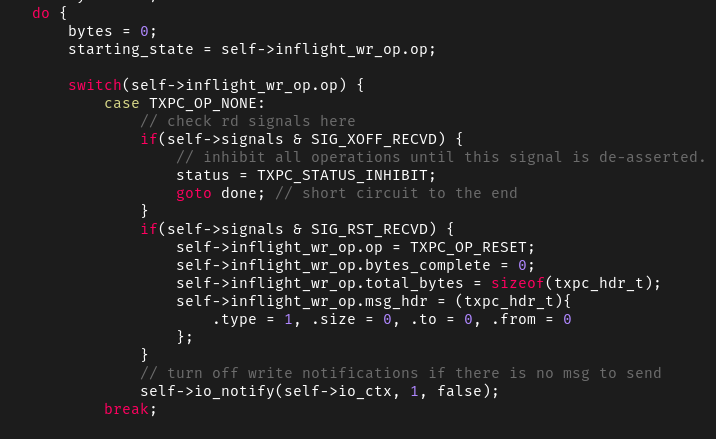 do {
    bytes = 0;
    starting_state = self->inflight_wr_op.op;

    switch(self->inflight_wr_op.op) {
        case TXPC_OP_NONE:
            // check rd signals here
            if(self->signals & SIG_XOFF_RECVD) {
                // inhibit all operations until this signal is de-asserted.
                status = TXPC_STATUS_INHIBIT;
                goto done; // short circuit to the end
            }
            if(self->signals & SIG_RST_RECVD) {
                self->inflight_wr_op.op = TXPC_OP_RESET;
                self->inflight_wr_op.bytes_complete = 0;
                self->inflight_wr_op.total_bytes = sizeof(txpc_hdr_t);
                self->inflight_wr_op.msg_hdr = (txpc_hdr_t){
                    .type = 1, .size = 0, .to = 0, .from = 0
                };
            }
            // turn off write notifications if there is no msg to send
            self->io_notify(self->io_ctx, 1, false);
        break;